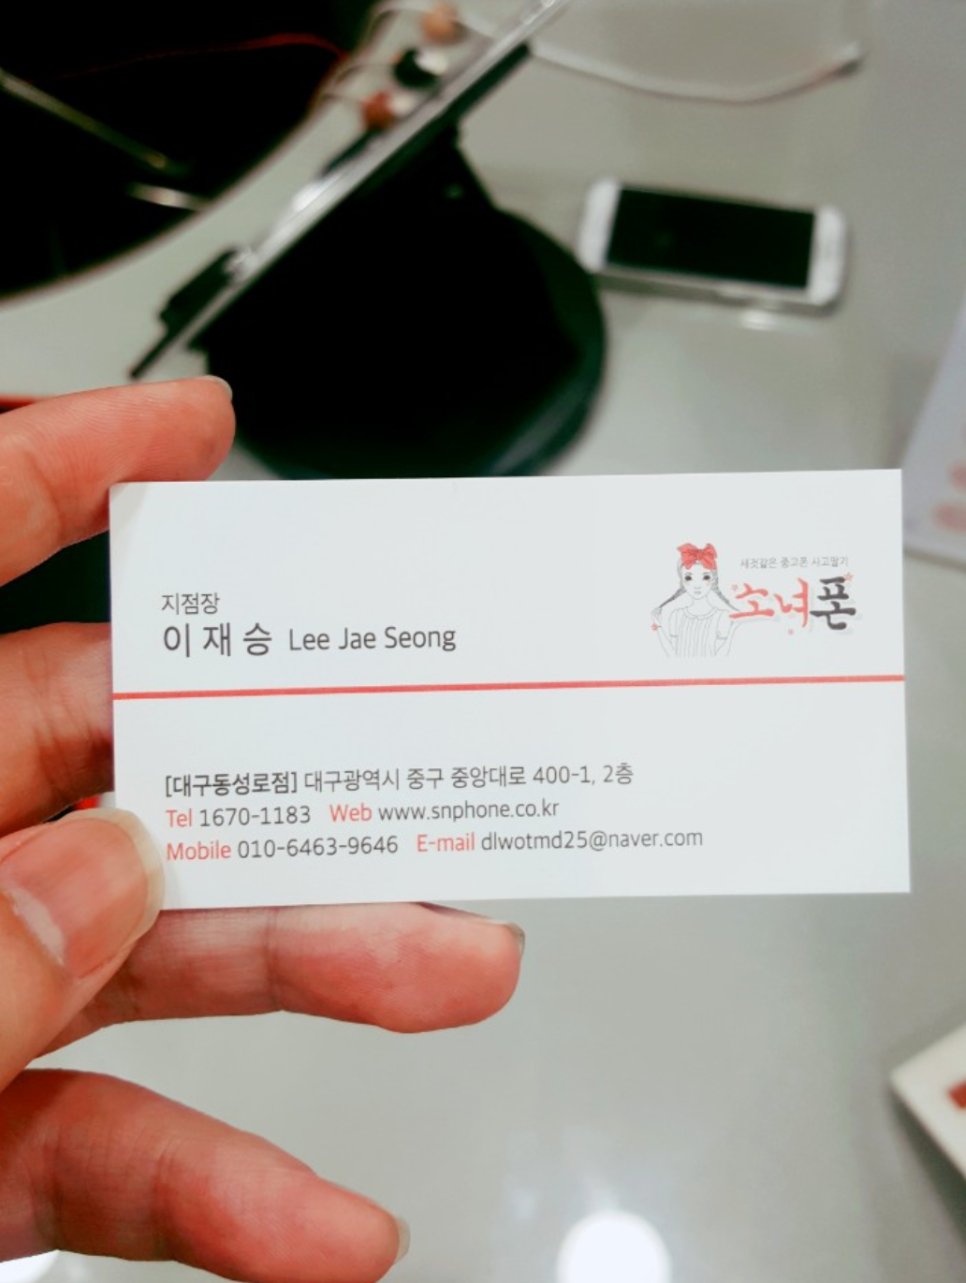 지점장
이 재 승 Lee Jae Seong
새것같은 중고폰 사고팔기
소녀폰
[대구동성로점] 대구광역시 중구 중앙대로 400-1, 2층
Tel 1670-1183 Web www.snphone.co.kr
Mobile 010-6463-9646 E-mail dlwotmd25@naver.com